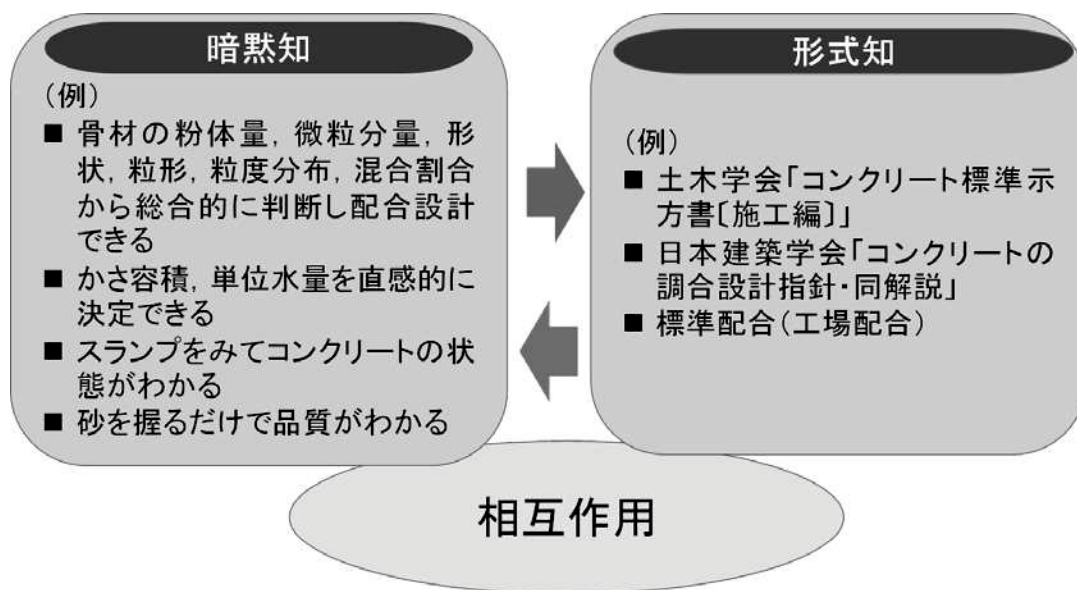 暗黙知
（例）
■ 骨材の粉体量，微粒分量，形
状，粒形，粒度分布，混合割合
から総合的に判断し配合設計
できる
■ かさ容積，単位水量を直感的に
決定できる
■ スランプをみてコンクリートの状
態がわかる
■ 砂を握るだけで品質がわかる
形式知
（例）
■ 土木学会「コンクリート標準示
方書〔施工編〕」
■ 日本建築学会「コンクリートの
調合設計指針・同解説」
■ 標準配合（工場配合）
相互作用